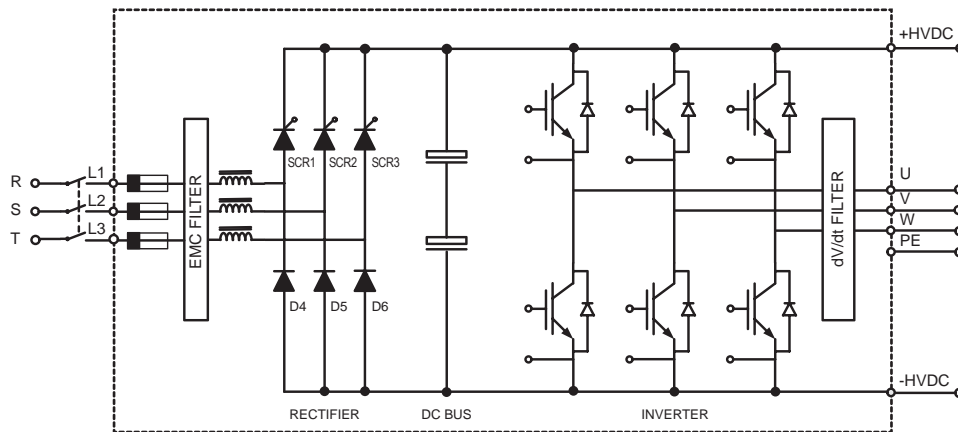 +HVDC
SCR1
SCR2
SCR3
R
L1
S
L2
T
L3
EMC FILTER
dV/dt FILTER
U
V
W
PE
D4
D5
D6
-HVDC
RECTIFIER
DC BUS
INVERTER